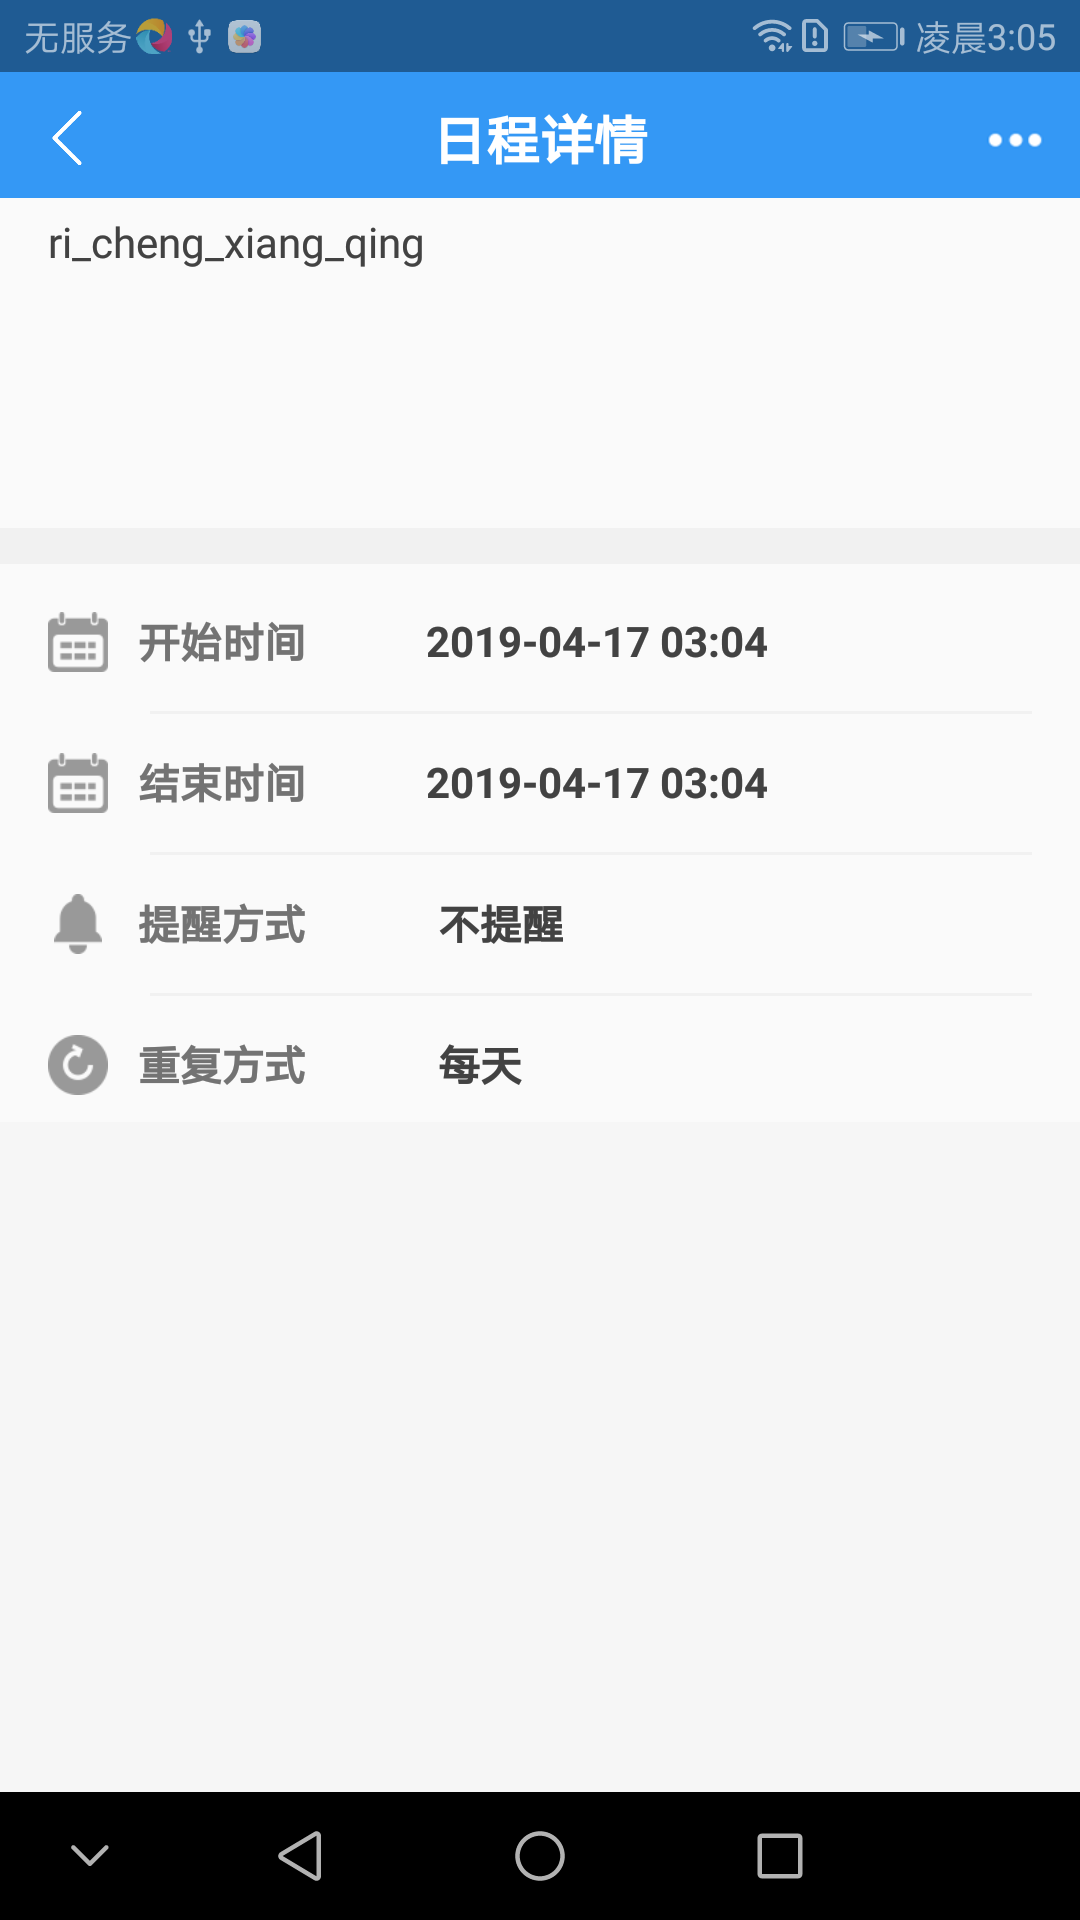 无服务 凌晨3:05
日程详情
ri_cheng_xiang_qing
开始时间 2019-04-17 03:04
结束时间 2019-04-17 03:04
提醒方式 不提醒
重复方式 每天